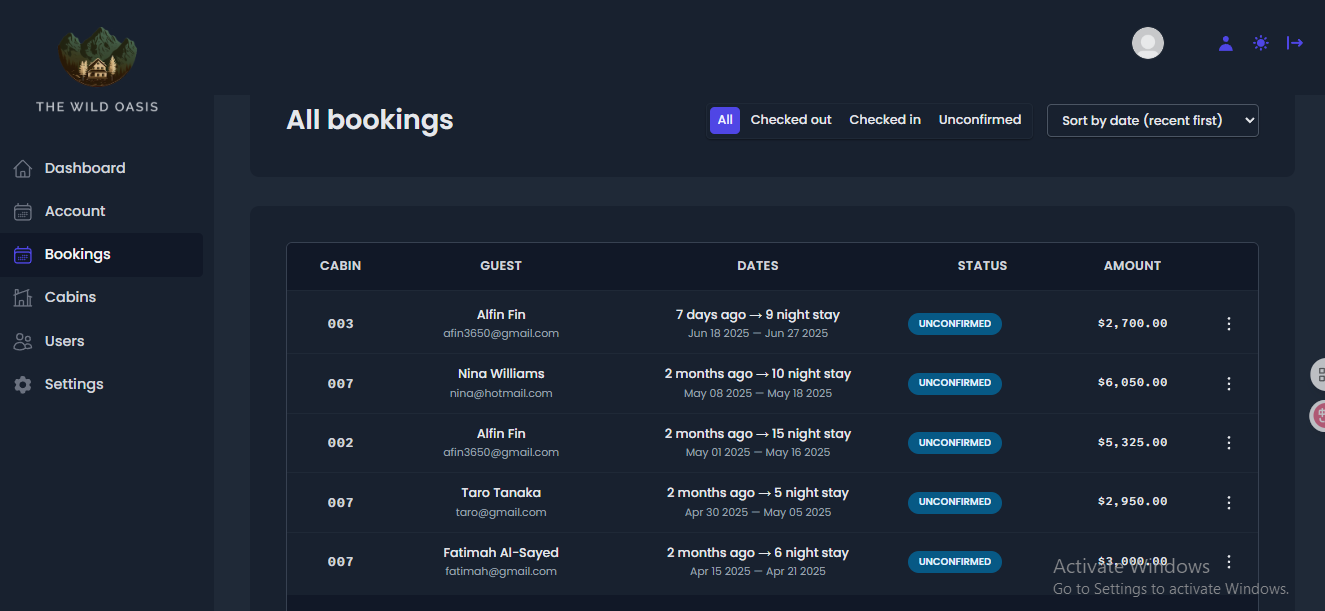 THE WILD OASIS
Dashboard
Account
Bookings
Cabins
Users
Settings
All bookings
All Checked out Checked in Unconfirmed
Sort by date (recent first)
CABIN GUEST DATES STATUS AMOUNT
003 Alfin Fin 7 days ago → 9 night stay UNCONFIRMED $2,700.00
afin3650@gmail.com Jun 18 2025 — Jun 27 2025
007 Nina Williams 2 months ago → 10 night stay UNCONFIRMED $6,050.00
nina@hotmail.com May 08 2025 — May 18 2025
002 Alfin Fin 2 months ago → 15 night stay UNCONFIRMED $5,325.00
afin3650@gmail.com May 01 2025 — May 16 2025
007 Taro Tanaka 2 months ago → 5 night stay UNCONFIRMED $2,950.00
taro@gmail.com Apr 30 2025 — May 05 2025
007 Fatimah Al-Sayed 2 months ago → 6 night stay UNCONFIRMED $3,000.00
fatimah@gmail.com Apr 15 2025 — Apr 21 2025
Activate Windows
Go to Settings to activate Windows.